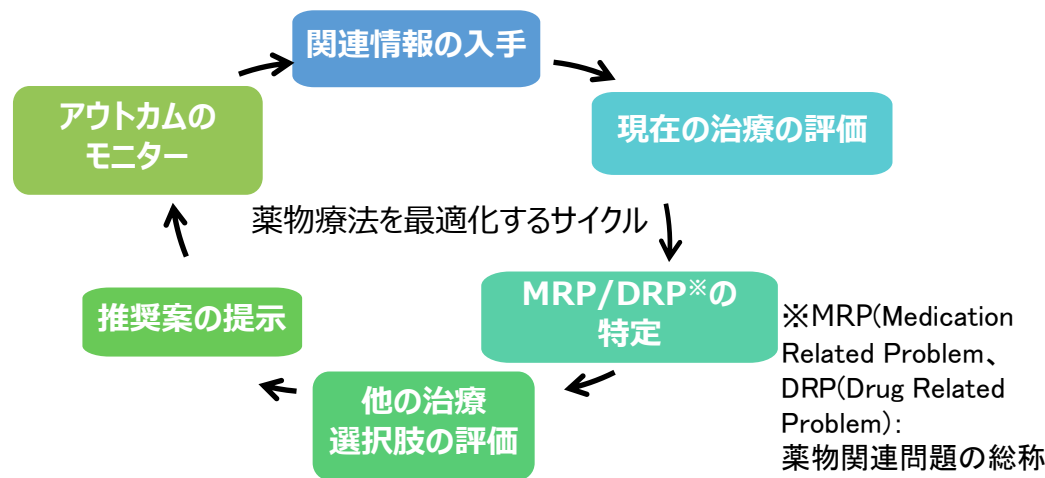 関連情報の入手
現在の治療の評価
MRP/DRP※の
特定
他の治療
選択肢の評価
推奨案の提示
アウトカムの
モニター
薬物療法を最適化するサイクル
※MRP(Medication
Related Problem、
DRP(Drug Related
Problem):
薬物関連問題の総称